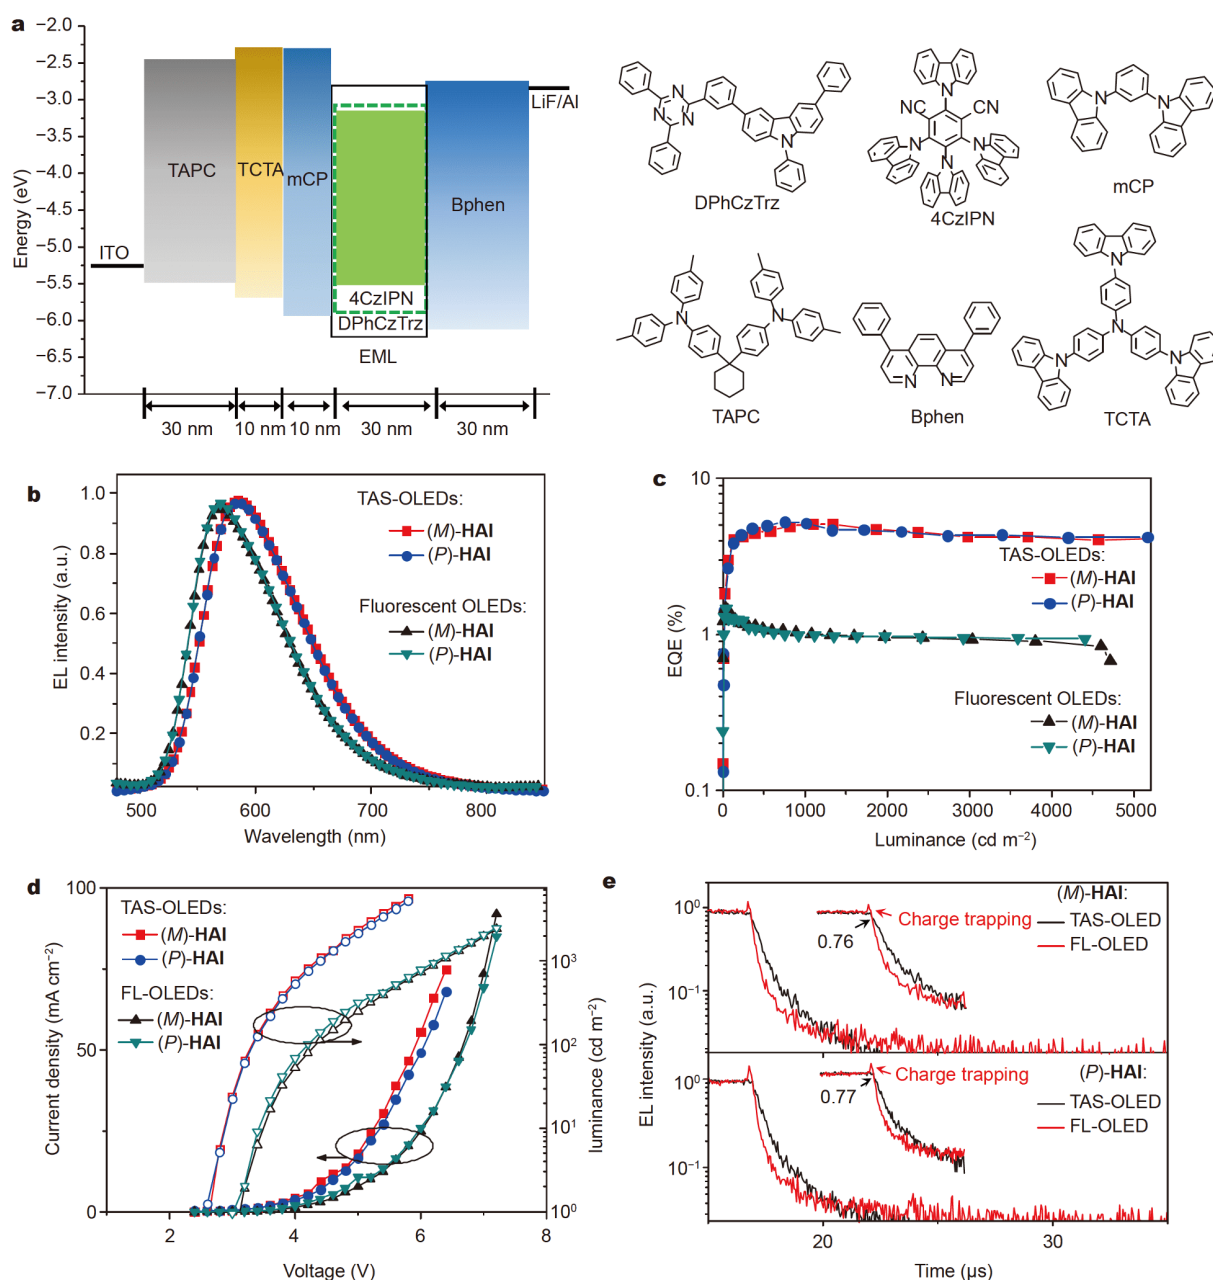 a
−2.0
−2.5
−3.0
−3.5
−4.0
−4.5
−5.0
−5.5
−6.0
−6.5
−7.0
Energy (eV)
ITO
TAPC
TCTA
mCP
4CzIPN
DPhCzTrz
EML
Bphen
LiF/Al
30 nm
10 nm
10 nm
30 nm
30 nm
N
N
N
N
DPhCzTrz
N
NC
CN
N
N
N
4CzIPN
N
N
mCP
N
N
TAPC
N
N
Bphen
N
N
N
N
TCTA
b
1.0
0.8
0.6
0.4
0.2
EL intensity (a.u.)
TAS-OLEDs:
(M)-HAI
(P)-HAI
Fluorescent OLEDs:
(M)-HAI
(P)-HAI
500
600
700
800
Wavelength (nm)
c
10
1
0.1
EQE (%)
TAS-OLEDs:
(M)-HAI
(P)-HAI
Fluorescent OLEDs:
(M)-HAI
(P)-HAI
0
1000
2000
3000
4000
5000
Luminance (cd m⁻²)
d
100
50
0
Current density (mA cm⁻²)
TAS-OLEDs:
(M)-HAI
(P)-HAI
FL-OLEDs:
(M)-HAI
(P)-HAI
10³
10²
10¹
10⁰
luminance (cd m⁻²)
2
4
6
8
Voltage (V)
e
10⁰
10⁻¹
10⁰
10⁻¹
EL intensity (a.u.)
(M)-HAI:
Charge trapping
TAS-OLED
0.76
FL-OLED
(P)-HAI:
Charge trapping
0.77
TAS-OLED
FL-OLED
20
30
Time (µs)